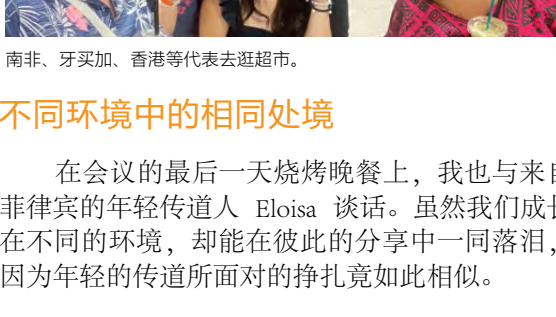 南非、牙买加、香港等代表去逛超市。
不同环境中的相同处境
在会议的最后一天烧烤晚餐上，我也与来自
菲律宾的年轻传道人 Eloisa 谈话。虽然我们成长
在不同的环境，却能在彼此的分享中一同落泪，
因为年轻的传道所面对的挣扎竟如此相似。